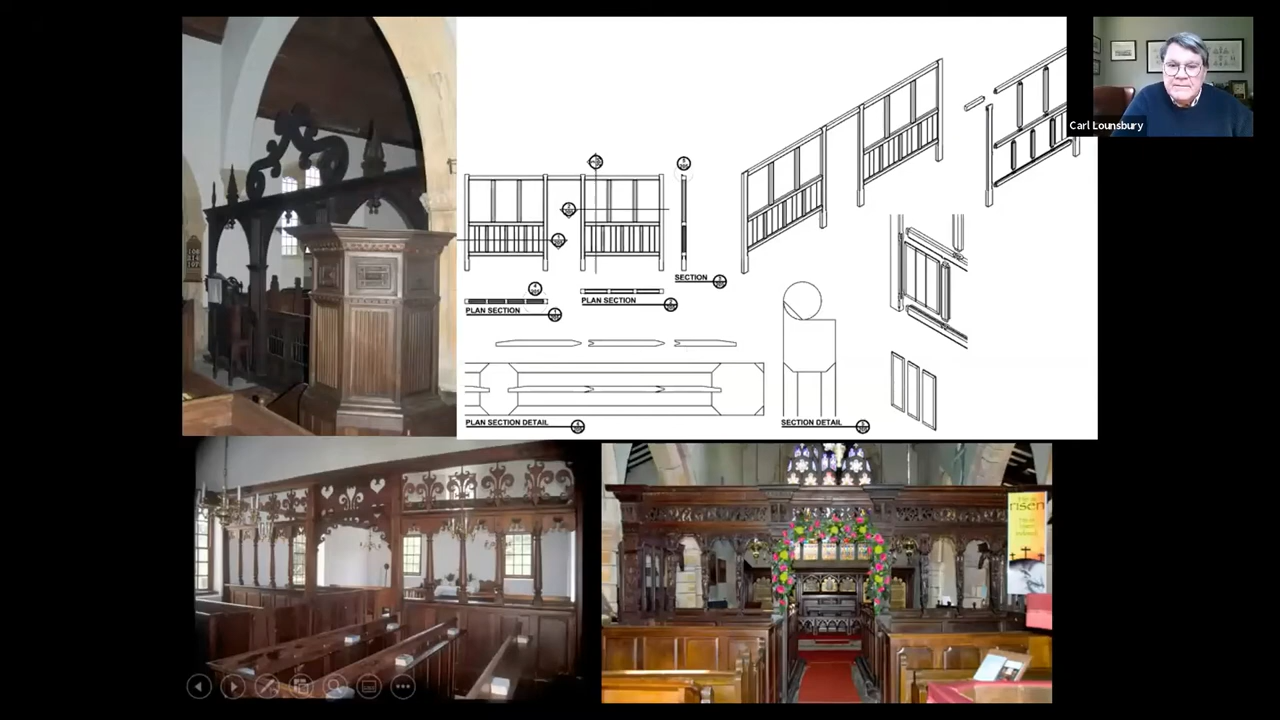 Carl Lounsbury
SECTION
PLAN SECTION
PLAN SECTION
PLAN SECTION DETAIL
SECTION DETAIL
risen